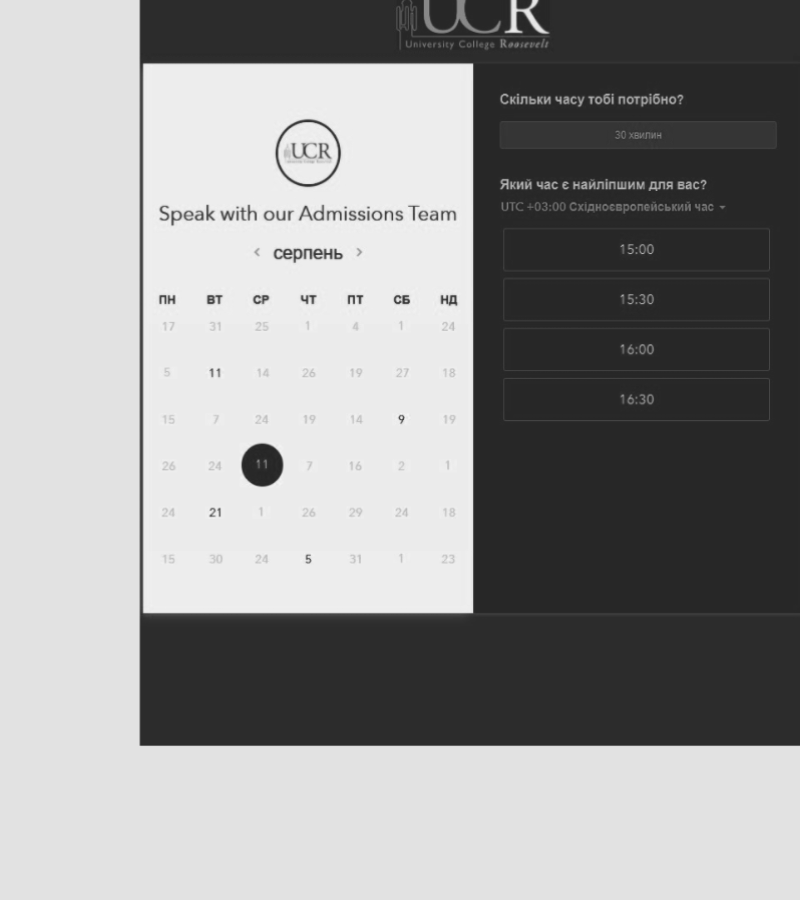 UCR
University College Roosevelt
UCR
Speak with our Admissions Team
< серпень >
ПН ВТ СР ЧТ ПТ СБ НД
17 31 25 1 4 1 24
5 11 14 26 19 27 18
15 7 24 19 14 9 19
26 24 11 7 16 2 1
24 21 1 26 29 24 18
15 30 24 5 31 1 23
Скільки часу тобі потрібно?
30 хвилин
Який час є найліпшим для вас?
UTC +03:00 Східноєвропейський час
15:00
15:30
16:00
16:30